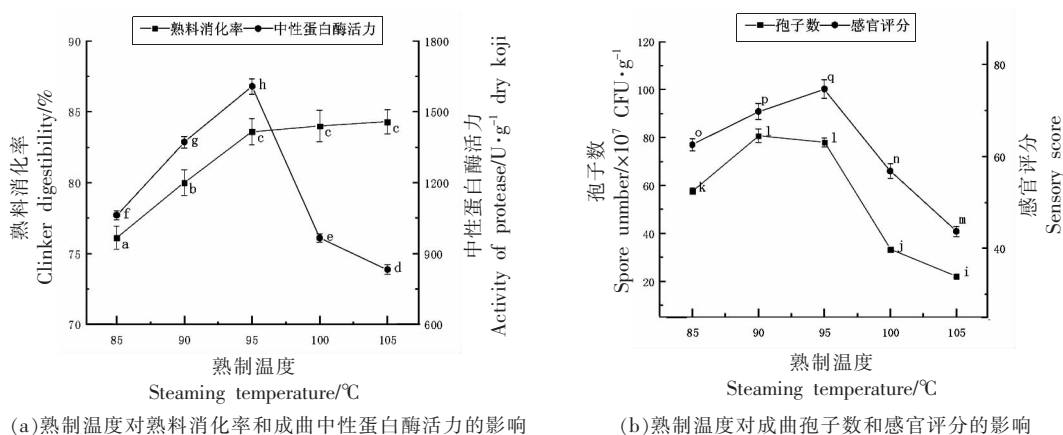 熟料消化率 中性蛋白酶活力
90
85
80
75
70
1800
1500
1200
900
600
熟料消化率
Clinker digestibility/%
中性蛋白酶活力
Activity of protease/U·g⁻¹ dry koji
a
b
c
c
c
f
g
h
e
d
85 90 95 100 105
熟制温度
Steaming temperature/℃
(a)熟制温度对熟料消化率和成曲中性蛋白酶活力的影响
孢子数 感官评分
120
100
80
60
40
20
80
60
40
孢子数
Spore number/×10⁷ CFU·g⁻¹
感官评分
Sensory score
o
p
q
n
m
k
l
l
j
i
85 90 95 100 105
熟制温度
Steaming temperature/℃
(b)熟制温度对成曲孢子数和感官评分的影响